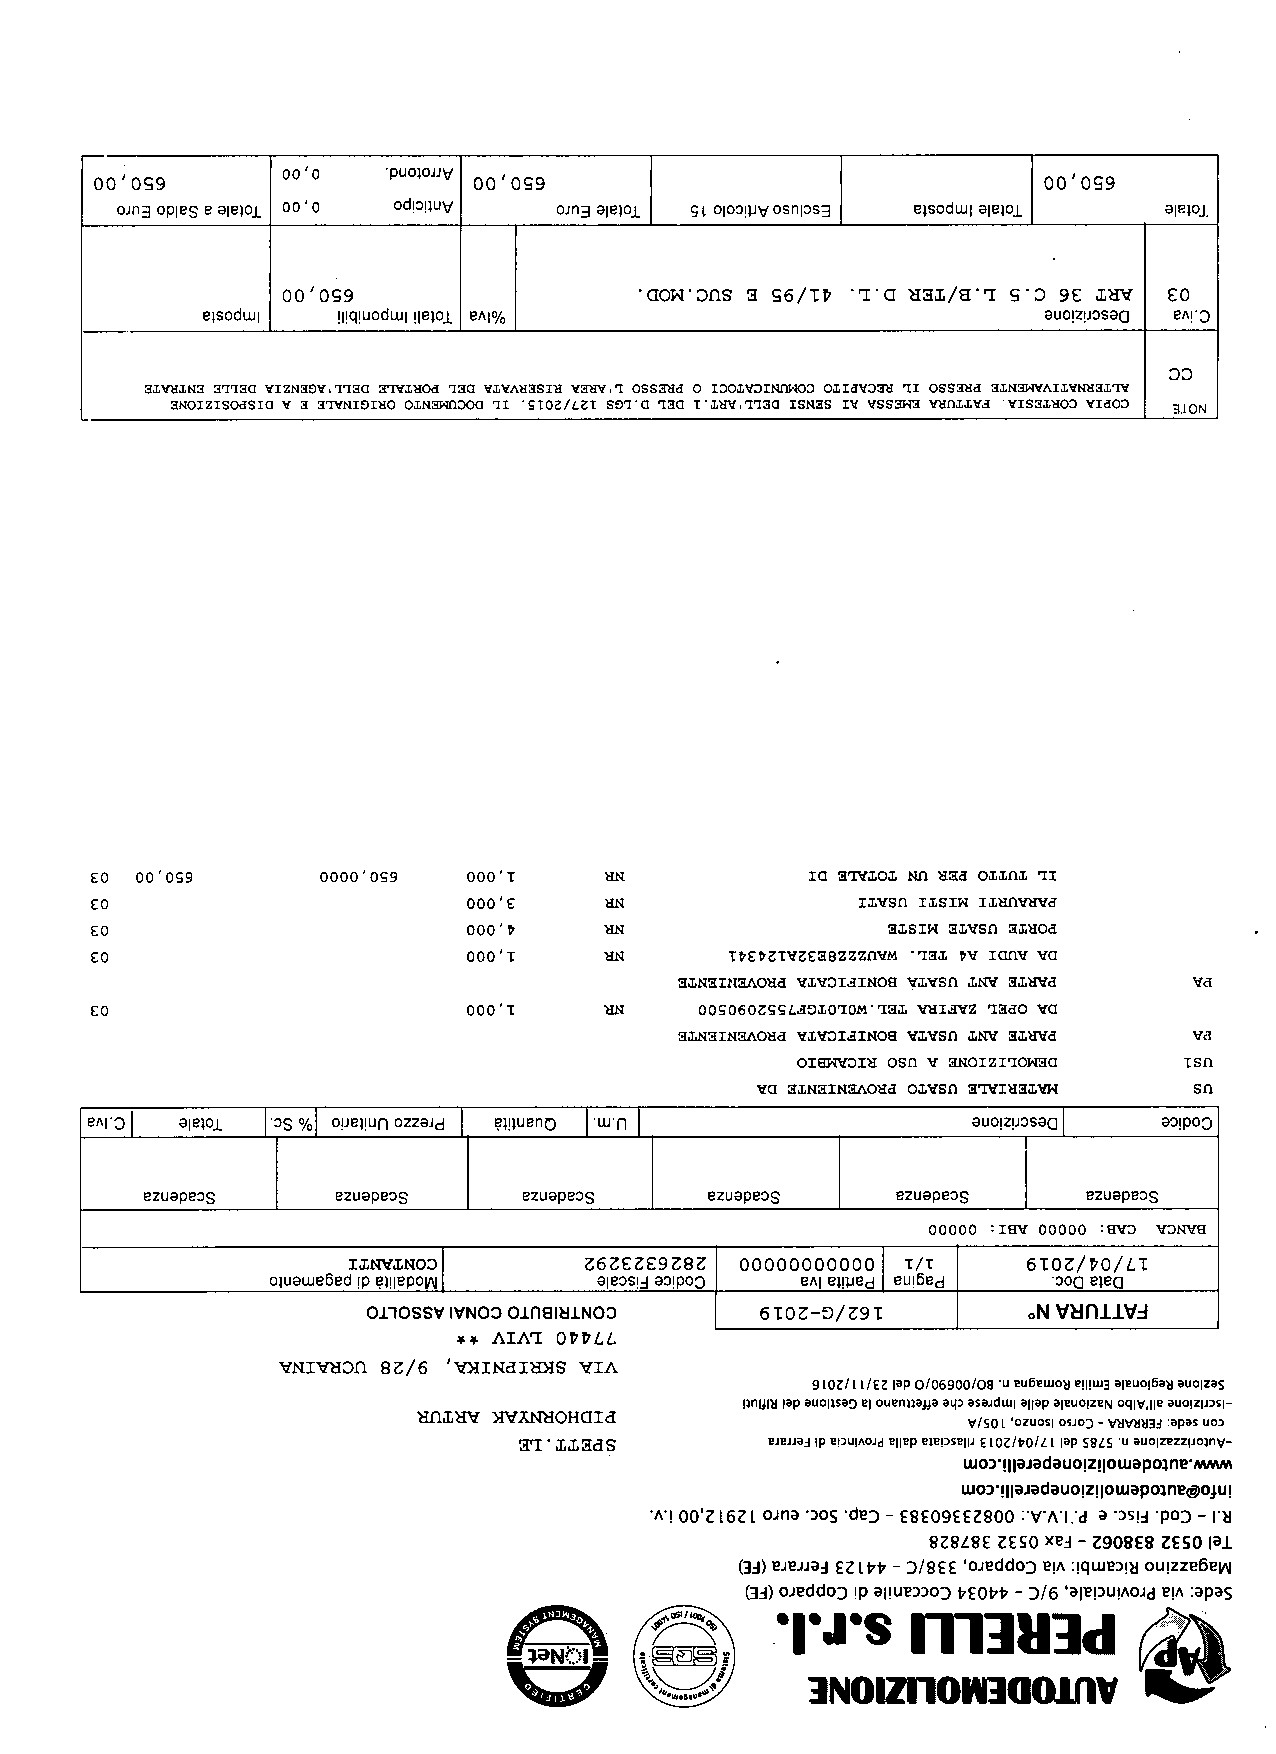 AUTODEMOLIZIONE
PERELLI s.r.l.
AP
Sistema di management certificato
SQS
ISO 9001 / ISO 14001
CERTIFIED
IQNet
MANAGEMENT SYSTEM
Sede: via Provinciale, 9/C - 44034 Coccanile di Copparo (FE)
Magazzino Ricambi: via Copparo, 338/C - 44123 Ferrara (FE)
Tel 0532 838062 - Fax 0532 387828
R.I - Cod. Fisc. e P. I.V.A.: 00823360383 - Cap. Soc. euro 12912,00 i.v.
info@autodemolizioneperelli.com
www.autodemolizioneperelli.com
-Autorizzazione n. 5785 del 17/04/2013 rilasciata dalla Provincia di Ferrara
con sede: FERRARA - Corso Isonzo, 105/A
-Iscrizione all'Albo Nazionale delle Imprese che effettuano la Gestione dei Rifiuti
Sezione Regionale Emilia Romagna n. BO/00690/O del 23/11/2016
SPETT.LE
PIDHORNYAK ARTUR
VIA SKRIPNIKA, 9/28 UCRAINA
77440 LVIV **
CONTRIBUTO CONAI ASSOLTO
FATTURA N° 162/G-2019
Data Doc. Pagina Partita Iva Codice Fiscale Modalità di pagamento
17/04/2019 1/1 00000000000 2826323292 CONTANTI
BANCA CAB: 00000 ABI: 00000
Scadenza Scadenza Scadenza Scadenza Scadenza Scadenza
Codice Descrizione U.m. Quantità Prezzo Unitario % Sc. Totale C.Iva
US MATERIALE USATO PROVENIENTE DA
US1 DEMOLIZIONE A USO RICAMBIO
PA PARTE ANT USATA BONIFICATA PROVENIENTE
DA OPEL ZAFIRA TEL.W0L0TGF7552090500 NR 1,000 03
PA PARTE ANT USATA BONIFICATA PROVENIENTE
DA AUDI A4 TEL. WAUZZZ8E32A124341 NR 1,000 03
PORTE USATE MISTE NR 4,000 03
PARAURTI MISTI USATI NR 3,000 03
IL TUTTO PER UN TOTALE DI NR 1,000 650,0000 650,00 03
NOTE
CC
COPIA CORTESIA. FATTURA EMESSA AI SENSI DELL'ART.1 DEL D.LGS 127/2015. IL DOCUMENTO ORIGINALE E A DISPOSIZIONE
ALTERNATIVAMENTE PRESSO IL RECAPITO COMUNICATOCI O PRESSO L'AREA RISERVATA DEL PORTALE DELL'AGENZIA DELLE ENTRATE
C.iva Descrizione %Iva Totali Imponibili Imposta
03 ART 36 C.5 L.B/TER D.L. 41/95 E SUC.MOD. 650,00
Totale Totale Imposta Escluso Articolo 15 Totale Euro Anticipo 0,00 Totale a Saldo Euro
650,00 650,00 Arrotond. 0,00 650,00